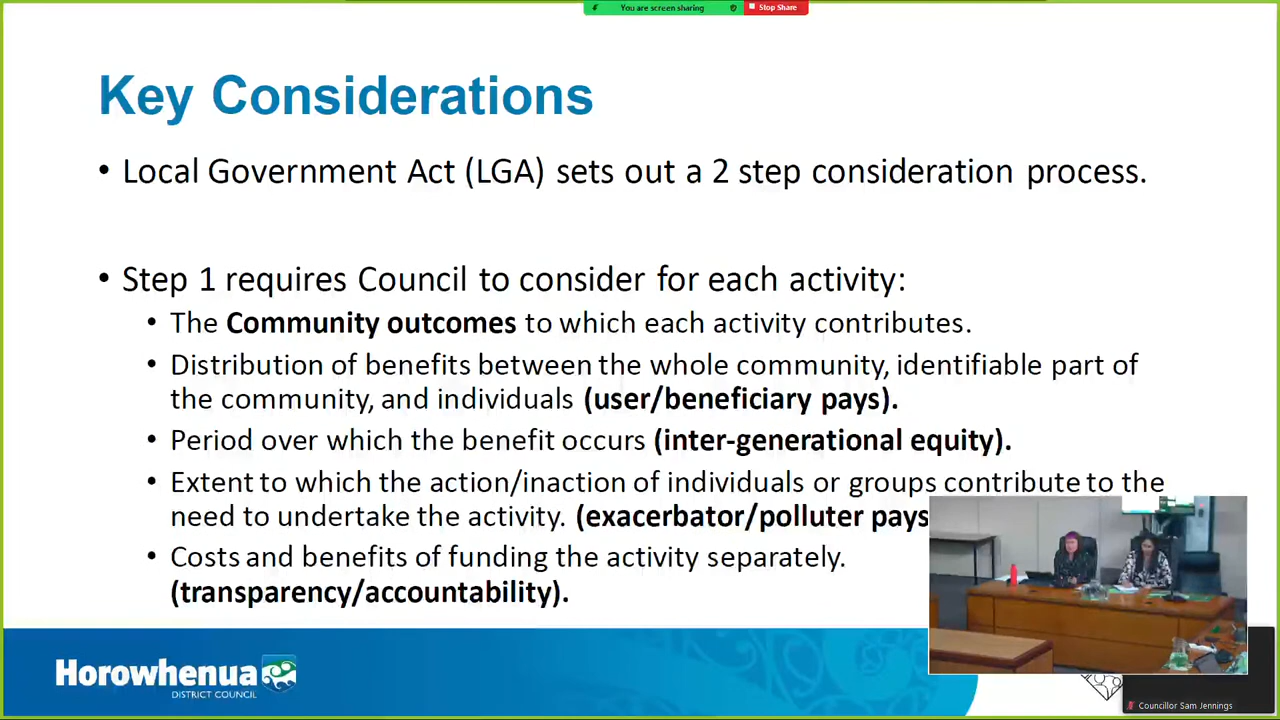 You are screen sharing
Stop Share
Key Considerations
• Local Government Act (LGA) sets out a 2 step consideration process.
• Step 1 requires Council to consider for each activity:
• The Community outcomes to which each activity contributes.
• Distribution of benefits between the whole community, identifiable part of
the community, and individuals (user/beneficiary pays).
• Period over which the benefit occurs (inter-generational equity).
• Extent to which the action/inaction of individuals or groups contribute to the
need to undertake the activity. (exacerbator/polluter pays
• Costs and benefits of funding the activity separately.
(transparency/accountability).
Horowhenua
DISTRICT COUNCIL
Councillor Sam Jennings